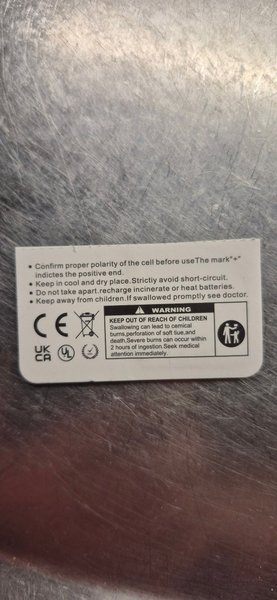 • Confirm proper polarity of the cell before useThe mark"+"
indictes the positive end.
• Keep in cool and dry place.Strictly avoid short-circuit.
• Do not take apart.recharge incinerate or heat batteries.
• Keep away from children.If swallowed promptly see doctor.
CE
WARNING
KEEP OUT OF REACH OF CHILDREN
Swallowing can lead to cemical
burns,perforation of soft tiue,and
death.Severe burns can occur within
2 hours of ingestion.Seek medical
attention immediately.
UK
CA
UL